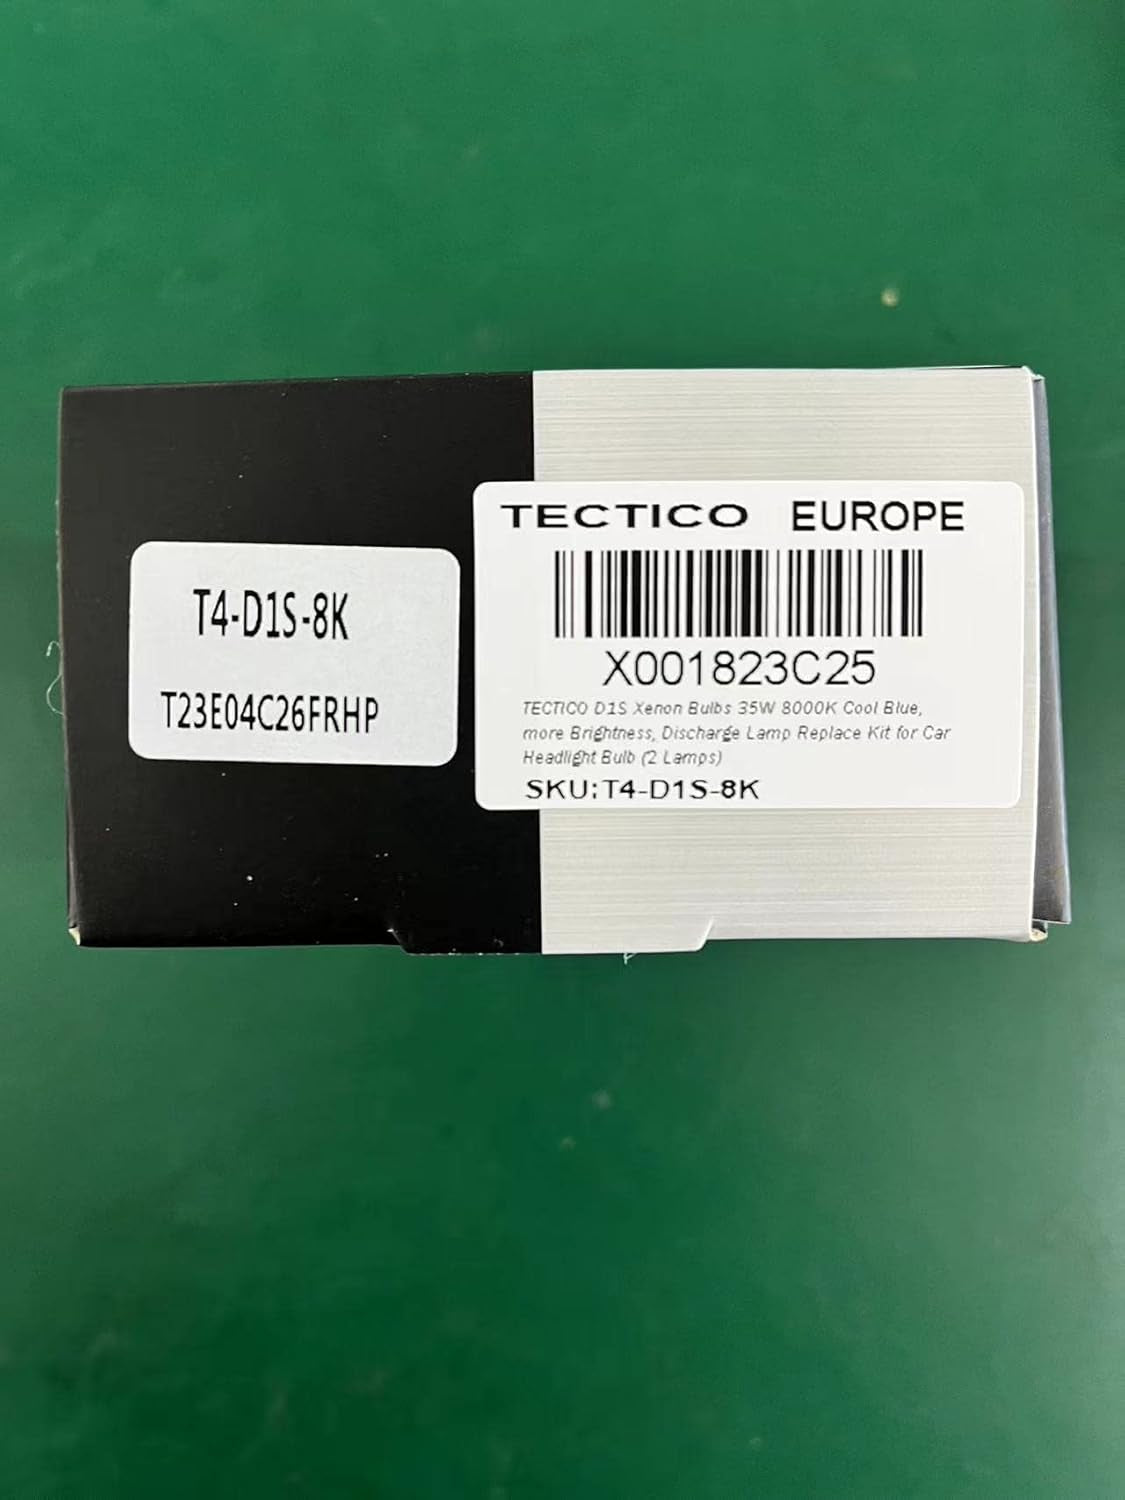 T4-D1S-8K
T23E04C26FRHP
TECTICO EUROPE
X001823C25
TECTICO D1S Xenon Bulbs 35W 8000K Cool Blue,
more Brightness, Discharge Lamp Replace Kit for Car
Headlight Bulb (2 Lamps)
SKU:T4-D1S-8K